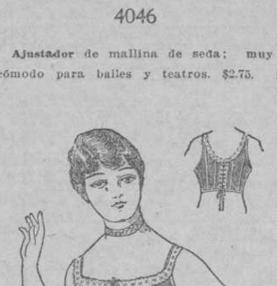 4046
Ajustador de mallina de seda; muy
cómodo para bailes y teatros. $2.75.